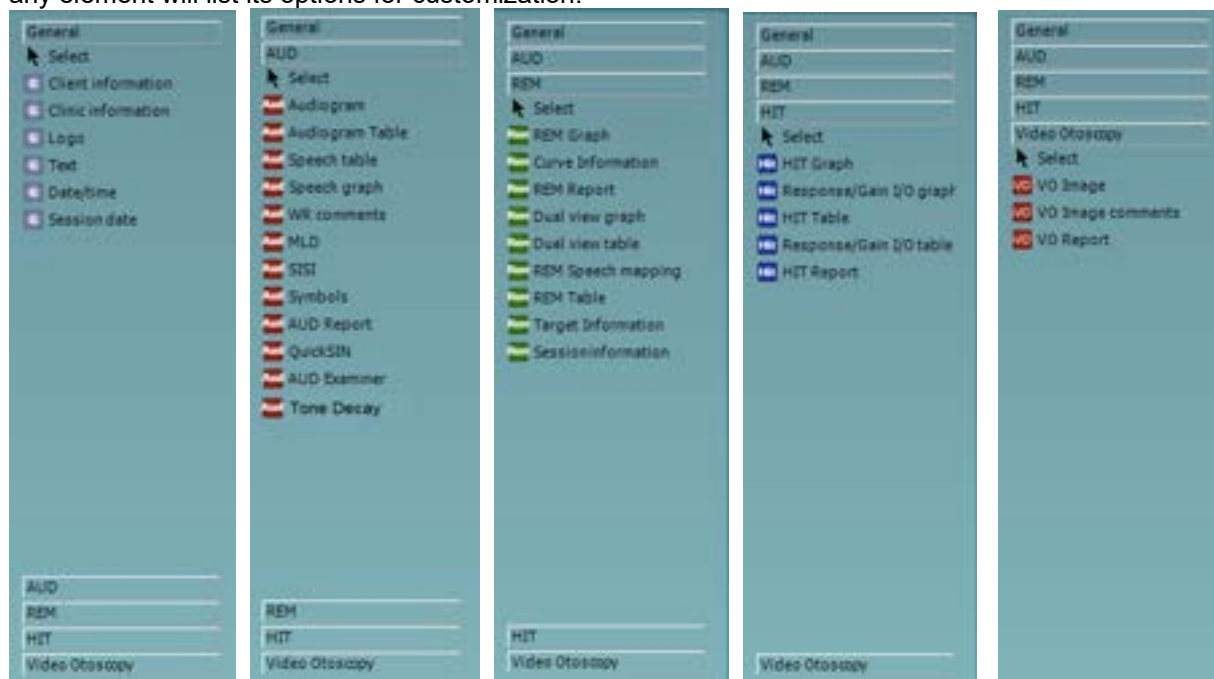 any element will list its options for customization.
General
Select
Client information
Clinic information
Logo
Text
Date/time
Session date
AUD
REM
HIT
Video Otoscopy
General
AUD
Select
Audiogram
Audiogram Table
Speech table
Speech graph
WR comments
MLD
SISI
Symbols
AUD Report
QuickSIN
AUD Examiner
Tone Decay
REM
HIT
Video Otoscopy
General
AUD
REM
Select
REM Graph
Curve Information
REM Report
Dual view graph
Dual view table
REM Speech mapping
REM Table
Target Information
Sessioninformation
HIT
Video Otoscopy
General
AUD
REM
HIT
Select
HIT Graph
Response/Gain I/O graph
HIT Table
Response/Gain I/O table
HIT Report
Video Otoscopy
General
AUD
REM
HIT
Video Otoscopy
Select
VO VO Image
VO VO Image comments
VO VO Report